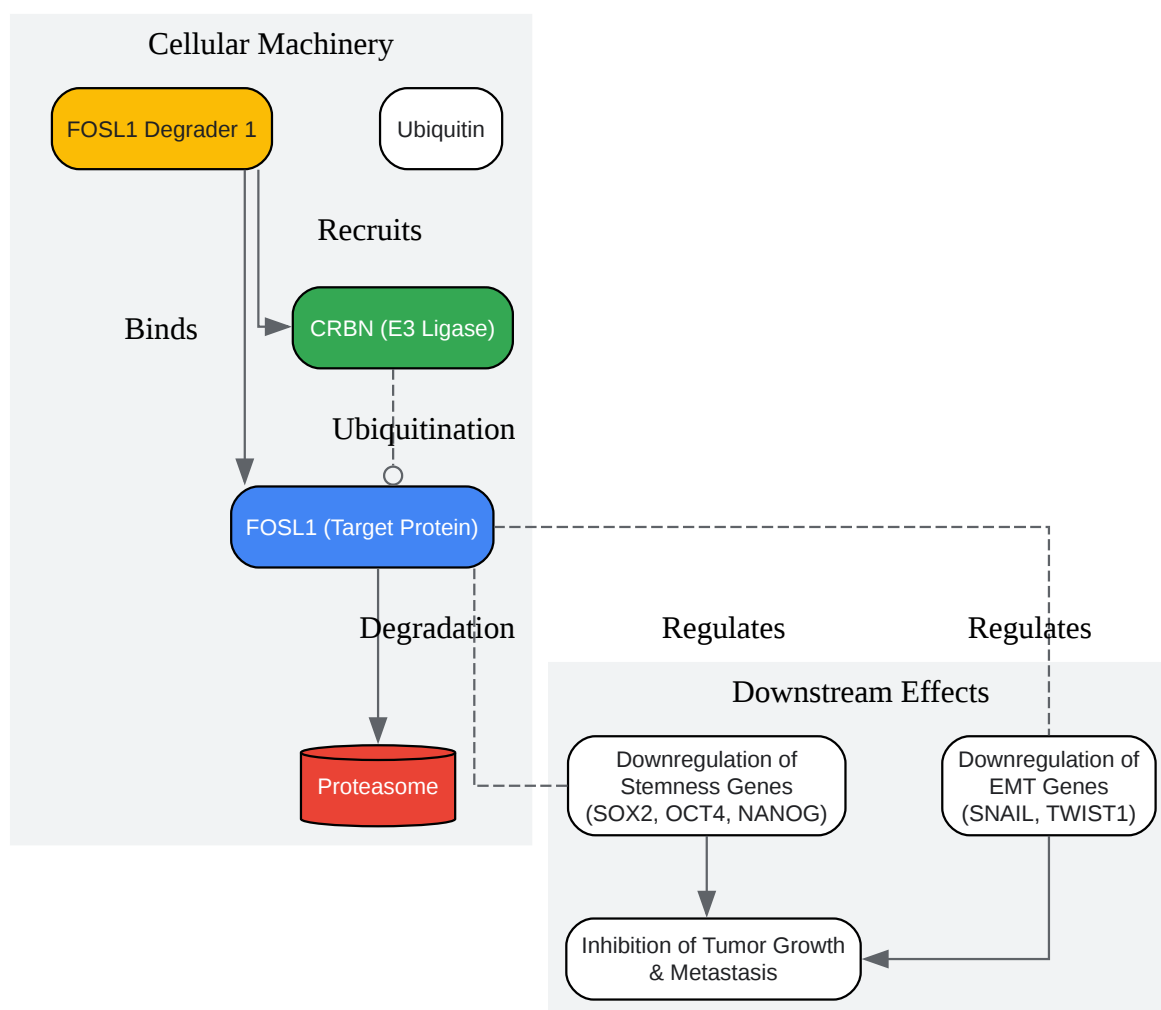 Cellular Machinery
FOSL1 Degrader 1
Ubiquitin
Recruits
Binds
CRBN (E3 Ligase)
Ubiquitination
FOSL1 (Target Protein)
Degradation
Regulates
Regulates
Downstream Effects
Proteasome
Downregulation of
Stemness Genes
(SOX2, OCT4, NANOG)
Downregulation of
EMT Genes
(SNAIL, TWIST1)
Inhibition of Tumor Growth
& Metastasis